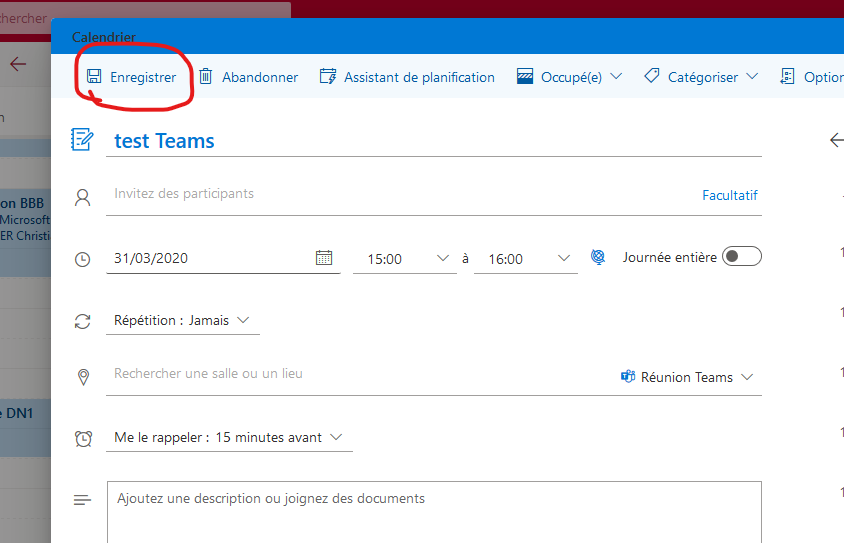 chercher
Calendrier
Enregistrer Abandonner Assistant de planification Occupé(e) Catégoriser Option
test Teams
Invitez des participants Facultatif
on BBB
Microsoft
ER Christi
31/03/2020 15:00 à 16:00 Journée entière
Répétition : Jamais
Rechercher une salle ou un lieu Réunion Teams
e DN1
Me le rappeler : 15 minutes avant
Ajoutez une description ou joignez des documents